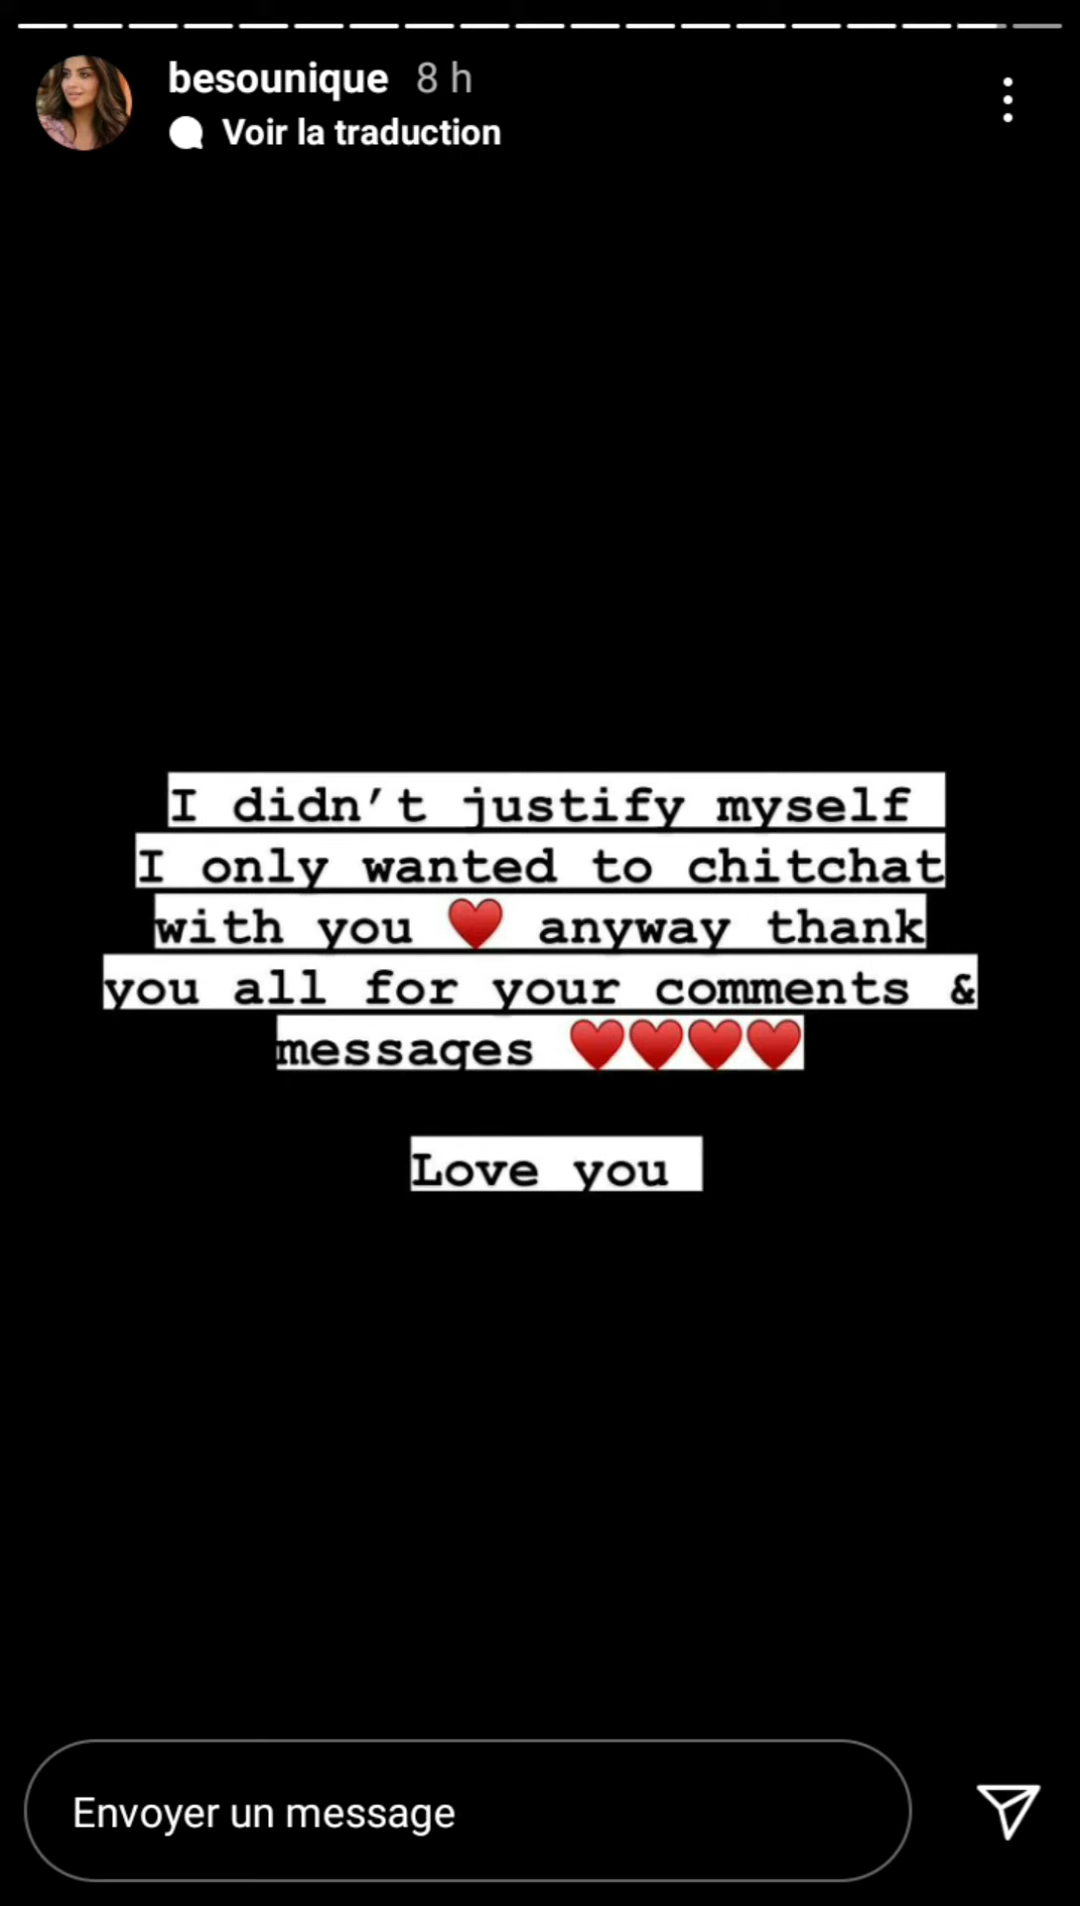 besounique 8 h
Voir la traduction
I didn’t justify myself
I only wanted to chitchat
with you ♥️ anyway thank
you all for your comments &
messages ♥️♥️♥️♥️
Love you
Envoyer un message